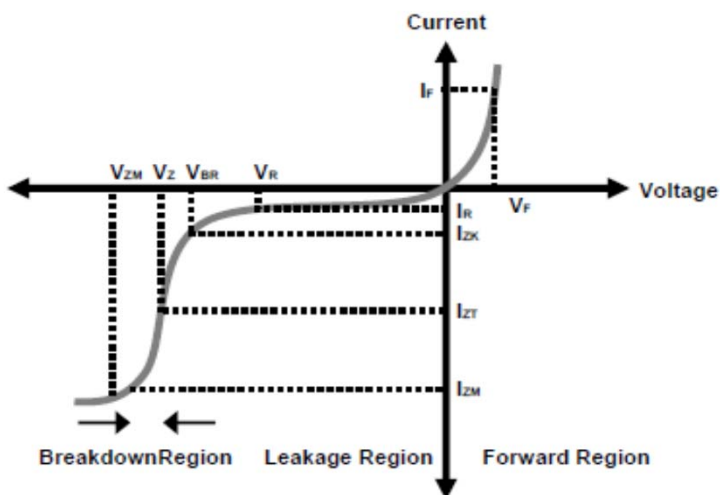 Current
IF
VZM VZ VBR VR
Voltage
VF
IR
IZK
IZT
IZM
BreakdownRegion Leakage Region Forward Region